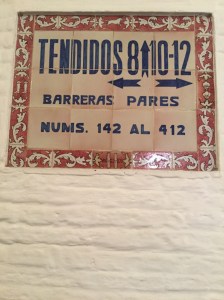 TENDIDOS 8-10-12
BARRERAS PARES
NUMS. 142 AL 412